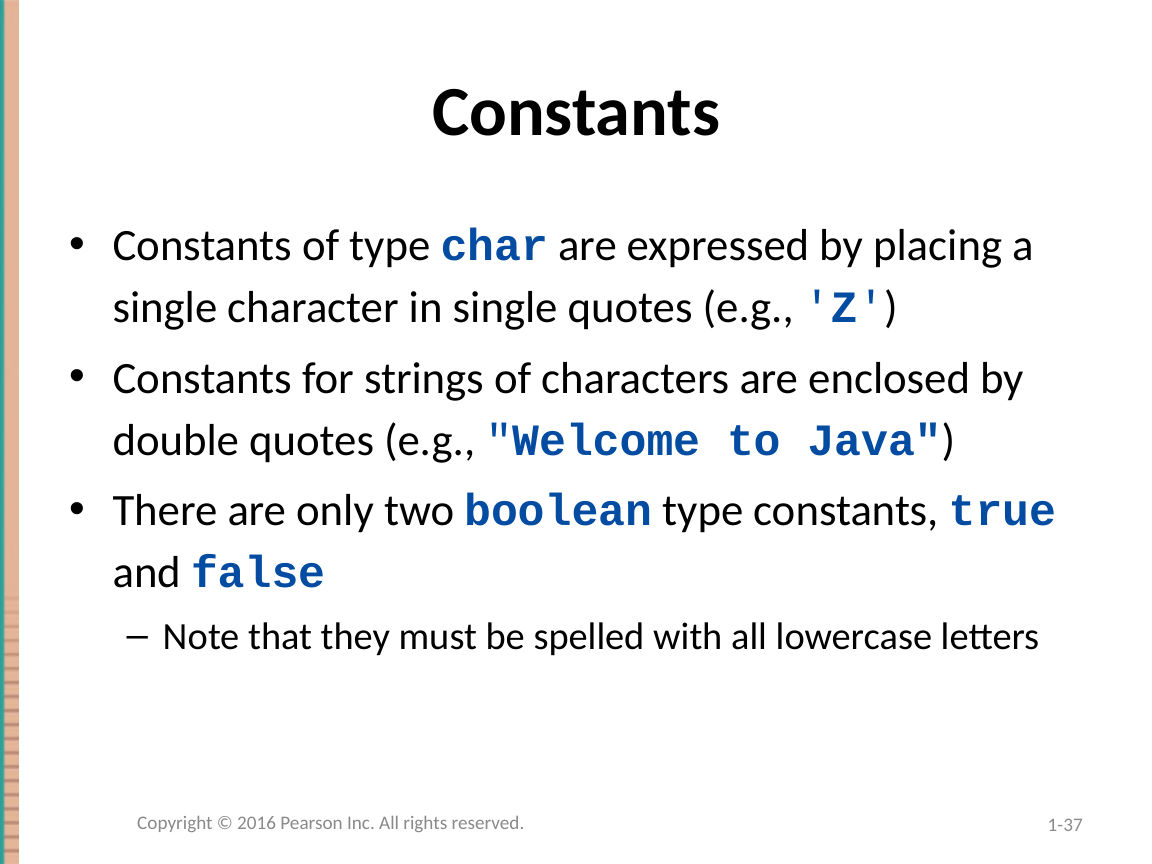 Constants
• Constants of type char are expressed by placing a
single character in single quotes (e.g., 'Z')
• Constants for strings of characters are enclosed by
double quotes (e.g., "Welcome to Java")
• There are only two boolean type constants, true
and false
– Note that they must be spelled with all lowercase letters
Copyright © 2016 Pearson Inc. All rights reserved.
1-37